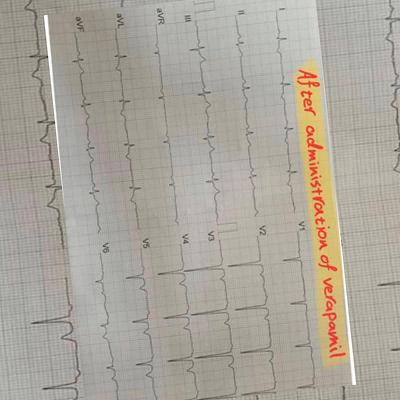 After administration of verapamil
I
II
III
aVR
aVL
aVF
V1
V2
V3
V4
V5
V6